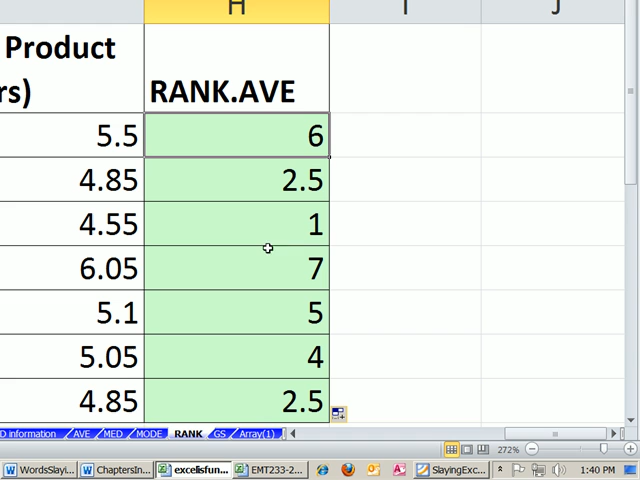 H I J
Product
rs) RANK.AVE
5.5 6
4.85 2.5
4.55 1
6.05 7
5.1 5
5.05 4
4.85 2.5
D information AVE MED MODE RANK GS Array(1)
272%
WordsSlayi... ChaptersIn... excelisfun... EMT233-2... SlayingExc... 1:40 PM